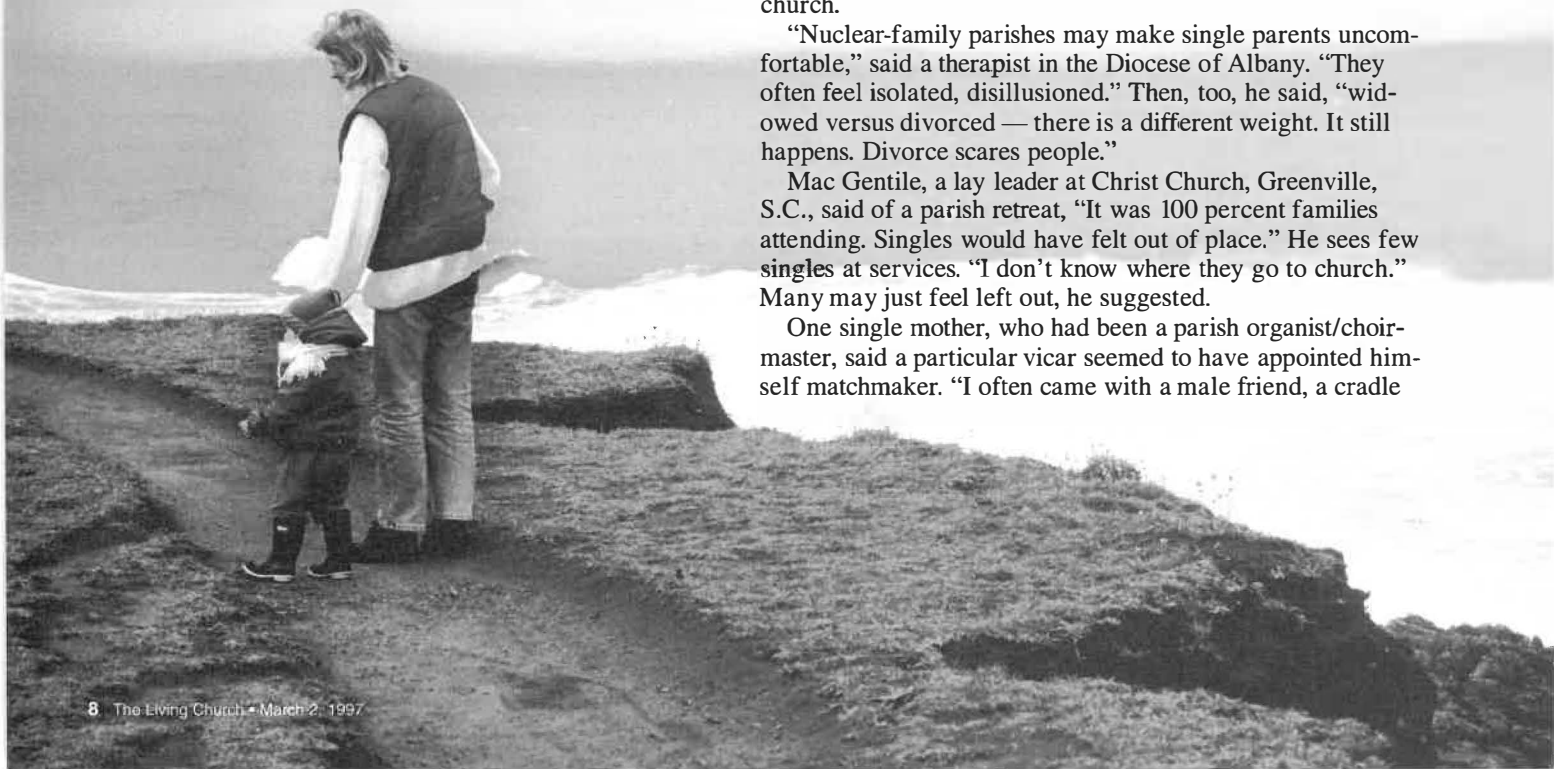 church.
“Nuclear-family parishes may make single parents uncom-
fortable,” said a therapist in the Diocese of Albany. “They
often feel isolated, disillusioned.” Then, too, he said, “wid-
owed versus divorced — there is a different weight. It still
happens. Divorce scares people.”
Mac Gentile, a lay leader at Christ Church, Greenville,
S.C., said of a parish retreat, “It was 100 percent families
attending. Singles would have felt out of place.” He sees few
singles at services. “I don’t know where they go to church.”
Many may just feel left out, he suggested.
One single mother, who had been a parish organist/choir-
master, said a particular vicar seemed to have appointed him-
self matchmaker. “I often came with a male friend, a cradle
8 The Living Church • March 2, 1997